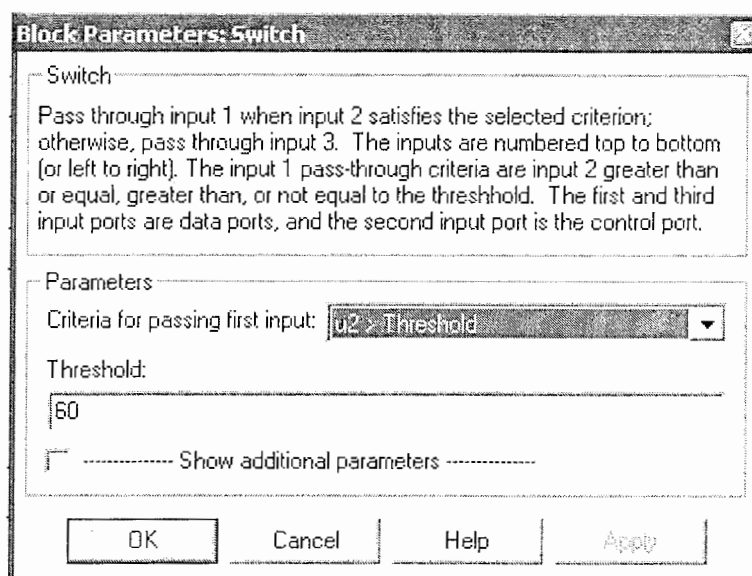 Block Parameters: Switch
Switch
Pass through input 1 when input 2 satisfies the selected criterion;
otherwise, pass through input 3. The inputs are numbered top to bottom
(or left to right). The input 1 pass-through criteria are input 2 greater than
or equal, greater than, or not equal to the threshhold. The first and third
input ports are data ports, and the second input port is the control port.
Parameters
Criteria for passing first input: u2 > Threshold
Threshold:
60
------------- Show additional parameters -------------
OK Cancel Help Apply